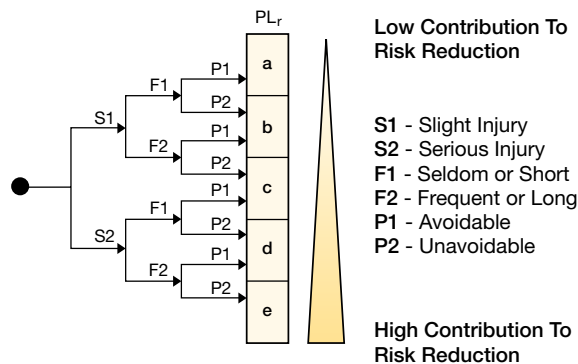 PLr
Low Contribution To
Risk Reduction
a
P1
F1
P2
b
S1
P1
F2
P2
c
P1
F1
P2
S2
d
P1
F2
P2
e
S1 - Slight Injury
S2 - Serious Injury
F1 - Seldom or Short
F2 - Frequent or Long
P1 - Avoidable
P2 - Unavoidable
High Contribution To
Risk Reduction